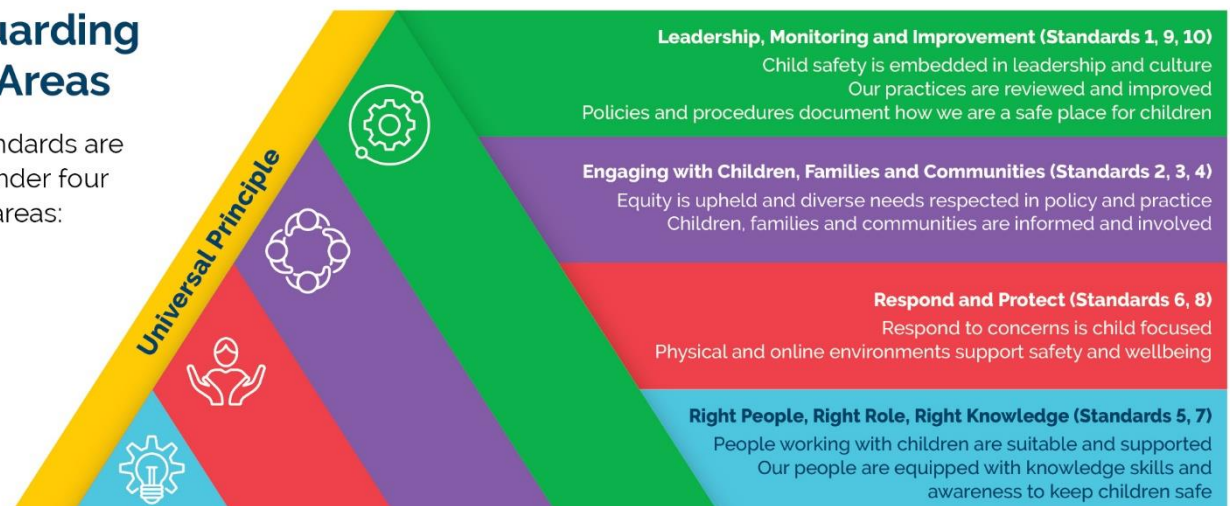 uarding
Areas
ndards are
nder four
areas:
Universal Principle
Leadership, Monitoring and Improvement (Standards 1, 9, 10)
Child safety is embedded in leadership and culture
Our practices are reviewed and improved
Policies and procedures document how we are a safe place for children
Engaging with Children, Families and Communities (Standards 2, 3, 4)
Equity is upheld and diverse needs respected in policy and practice
Children, families and communities are informed and involved
Respond and Protect (Standards 6, 8)
Respond to concerns is child focused
Physical and online environments support safety and wellbeing
Right People, Right Role, Right Knowledge (Standards 5, 7)
People working with children are suitable and supported
Our people are equipped with knowledge skills and
awareness to keep children safe